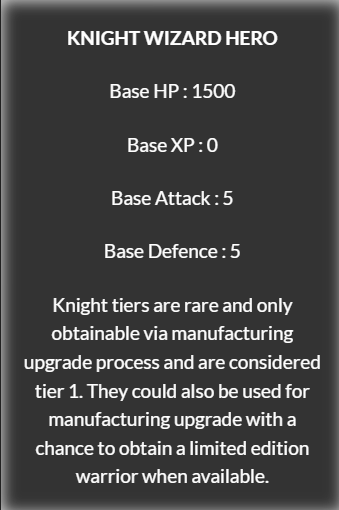 KNIGHT WIZARD HERO
Base HP : 1500
Base XP : 0
Base Attack : 5
Base Defence : 5
Knight tiers are rare and only
obtainable via manufacturing
upgrade process and are considered
tier 1. They could also be used for
manufacturing upgrade with a
chance to obtain a limited edition
warrior when available.